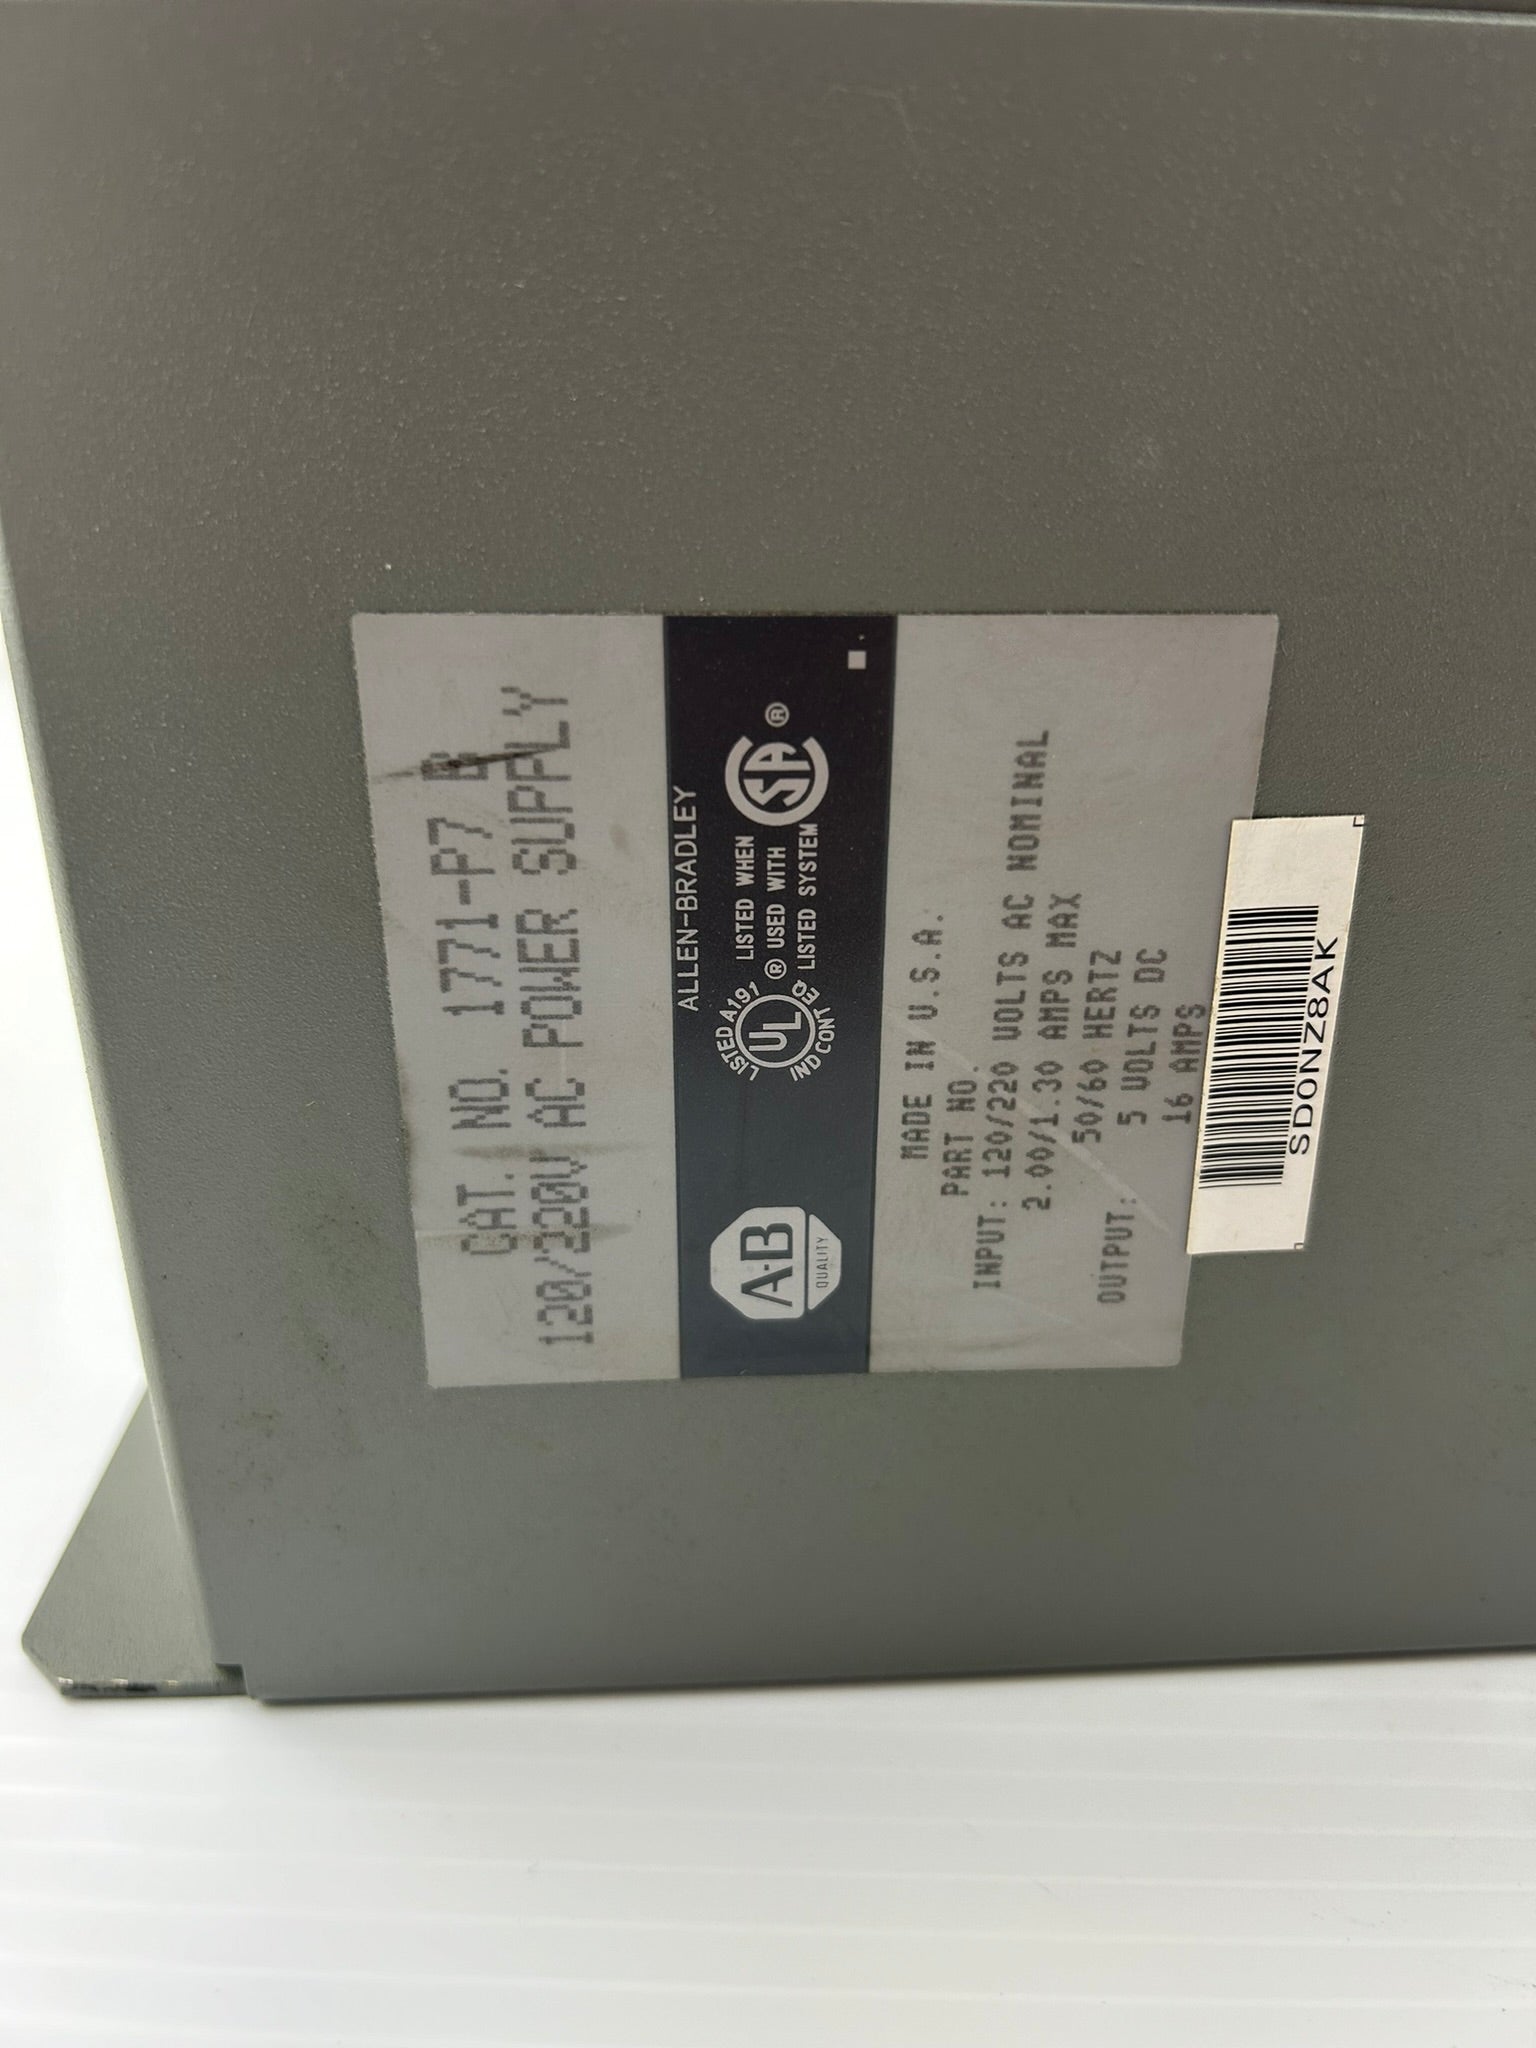 CAT. NO. 1771-P7 B
120/220V AC POWER SUPPLY
ALLEN-BRADLEY
A-B
QUALITY
LISTED A191
UL ®
IND CONT EQ
LISTED WHEN
USED WITH
LISTED SYSTEM
SA ®
MADE IN U.S.A.
PART NO.
INPUT: 120/220 VOLTS AC NOMINAL
2.00/1.30 AMPS MAX
50/60 HERTZ
OUTPUT: 5 VOLTS DC
16 AMPS
SD0NZ8AK